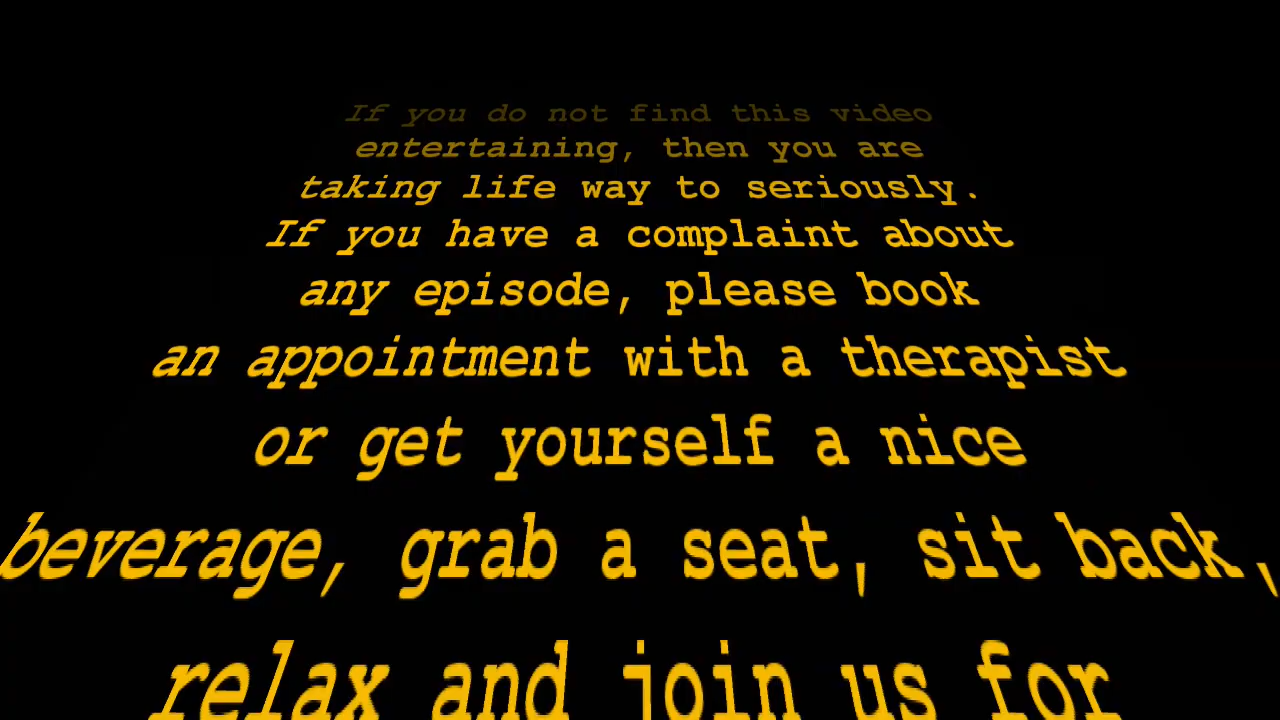 If you do not find this video
entertaining, then you are
taking life way to seriously.
If you have a complaint about
any episode, please book
an appointment with a therapist
or get yourself a nice
beverage, grab a seat, sit back,
relax and join us for